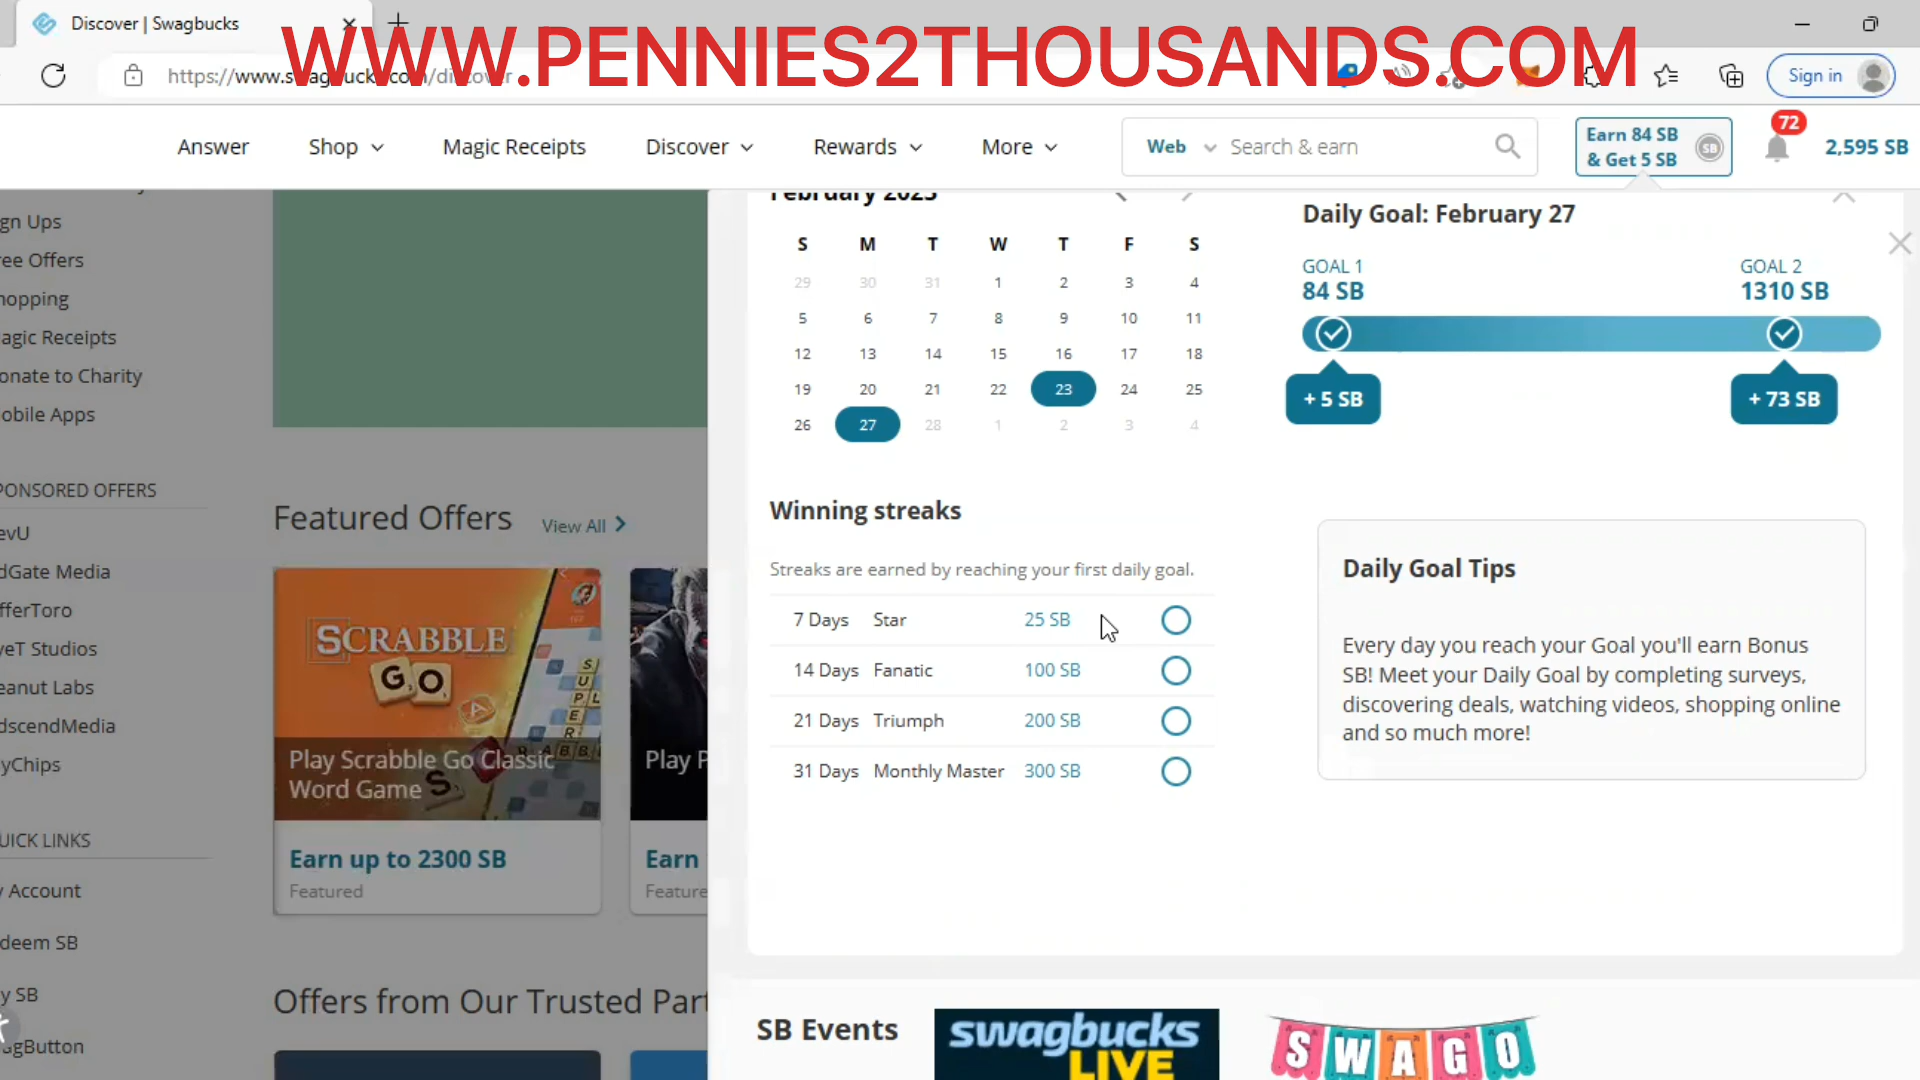 Discover | Swagbucks
WWW.PENNIES2THOUSANDS.COM
Sign in
Answer
Shop
Magic Receipts
Discover
Rewards
More
Web
Search & earn
Earn 84 SB
& Get 5 SB
SB
72
2,595 SB
gn Ups
ree Offers
hopping
agic Receipts
onate to Charity
obile Apps
PONSORED OFFERS
evU
dGate Media
fferToro
yeT Studios
eanut Labs
dscendMedia
yChips
UICK LINKS
y Account
deem SB
y SB
agButton
Featured Offers
View All
SCRABBLE
GO
Play Scrabble Go Classic
Word Game
Earn up to 2300 SB
Featured
Play P
Earn
Feature
Offers from Our Trusted Part
February 2023
S M T W T F S
29 30 31 1 2 3 4
5 6 7 8 9 10 11
12 13 14 15 16 17 18
19 20 21 22 23 24 25
26 27 28 1 2 3 4
Daily Goal: February 27
GOAL 1
84 SB
GOAL 2
1310 SB
+ 5 SB
+ 73 SB
Winning streaks
Streaks are earned by reaching your first daily goal.
7 Days Star 25 SB
14 Days Fanatic 100 SB
21 Days Triumph 200 SB
31 Days Monthly Master 300 SB
Daily Goal Tips
Every day you reach your Goal you'll earn Bonus
SB! Meet your Daily Goal by completing surveys,
discovering deals, watching videos, shopping online
and so much more!
SB Events
swagbucks
LIVE
SWAGO